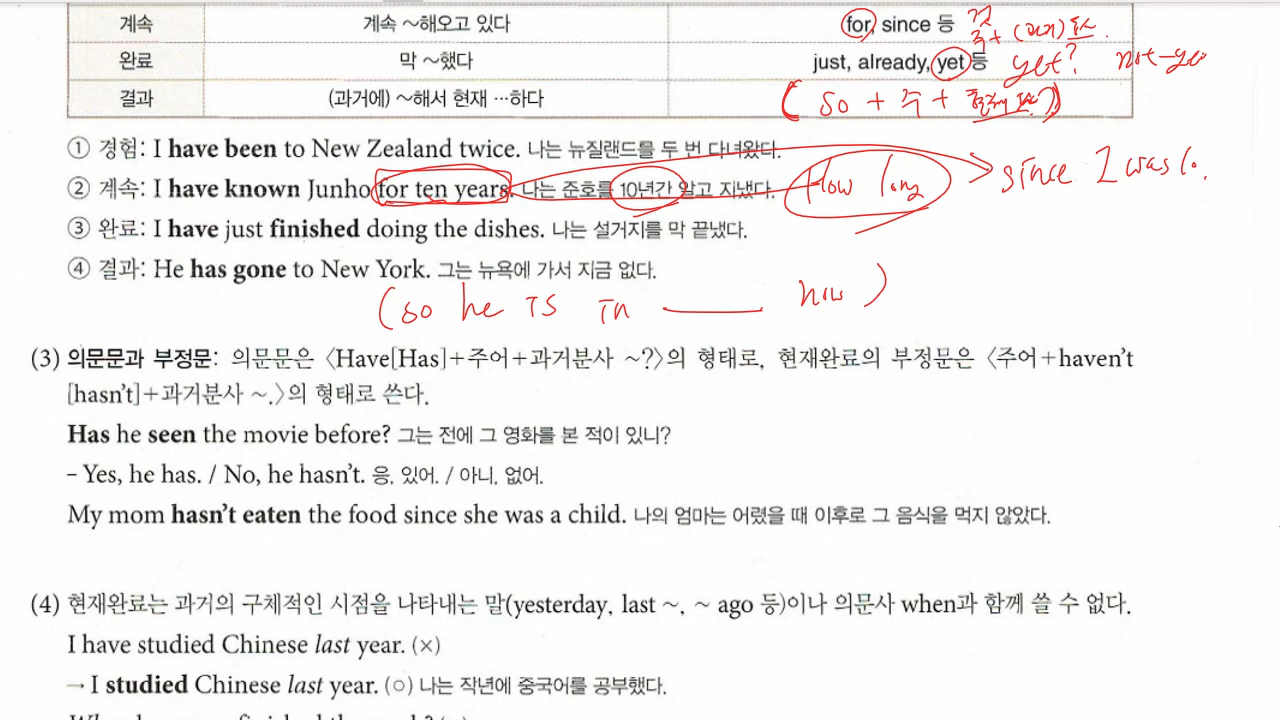 계속 계속 ~해오고 있다 for, since 등
주+(과거)동사.
완료 막 ~했다 just, already, yet 등 yet? not-ye
결과 (과거에) ~해서 현재 …하다 (so + 주 +
① 경험: I have been to New Zealand twice. 나는 뉴질랜드를 두 번 다녀왔다.
② 계속: I have known Junho for ten years. 나는 준호를 10년간 알고 지냈다. How long since I was 10.
③ 완료: I have just finished doing the dishes. 나는 설거지를 막 끝냈다.
④ 결과: He has gone to New York. 그는 뉴욕에 가서 지금 없다.
(so he is in ____ now)
(3) 의문문과 부정문: 의문문은 〈Have[Has]+주어+과거분사 ~?〉의 형태로, 현재완료의 부정문은 〈주어+haven't
[hasn't]+과거분사 ~.〉의 형태로 쓴다.
Has he seen the movie before? 그는 전에 그 영화를 본 적이 있니?
– Yes, he has. / No, he hasn't. 응, 있어. / 아니, 없어.
My mom hasn't eaten the food since she was a child. 나의 엄마는 어렸을 때 이후로 그 음식을 먹지 않았다.
(4) 현재완료는 과거의 구체적인 시점을 나타내는 말(yesterday, last ~, ~ ago 등)이나 의문사 when과 함께 쓸 수 없다.
I have studied Chinese last year. (×)
→ I studied Chinese last year. (○) 나는 작년에 중국어를 공부했다.